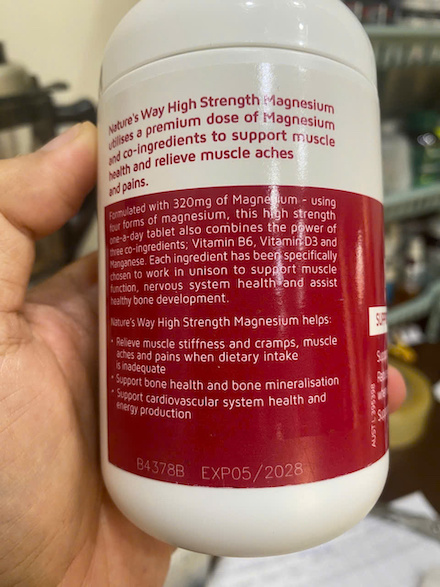 Nature's Way High Strength Magnesium
utilises a premium dose of Magnesium
and co-ingredients to support muscle
health and relieve muscle aches
and pains.
Formulated with 320mg of Magnesium - using
four forms of magnesium, this high strength
one-a-day tablet also combines the power of
three co-ingredients; Vitamin B6, Vitamin D3 and
Manganese. Each ingredient has been specifically
chosen to work in unison to support muscle
function, nervous system health and assist
healthy bone development.
Nature's Way High Strength Magnesium helps:
• Relieve muscle stiffness and cramps, muscle
aches and pains when dietary intake
is inadequate
• Support bone health and bone mineralisation
• Support cardiovascular system health and
energy production
B4378B EXP05/2028
AUST L 395398